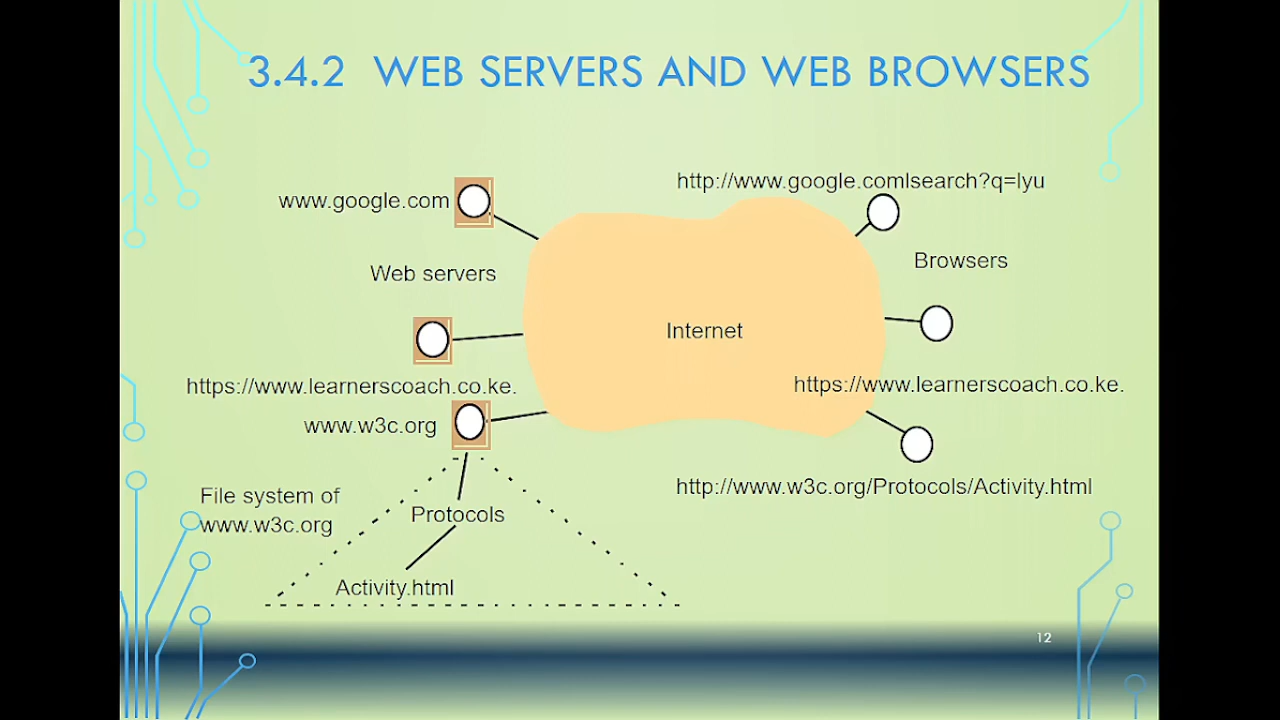 3.4.2 WEB SERVERS AND WEB BROWSERS
http://www.google.comlsearch?q=lyu
www.google.com
Browsers
Web servers
Internet
https://www.learnerscoach.co.ke.
https://www.learnerscoach.co.ke.
www.w3c.org
http://www.w3c.org/Protocols/Activity.html
File system of
www.w3c.org
Protocols
Activity.html
12